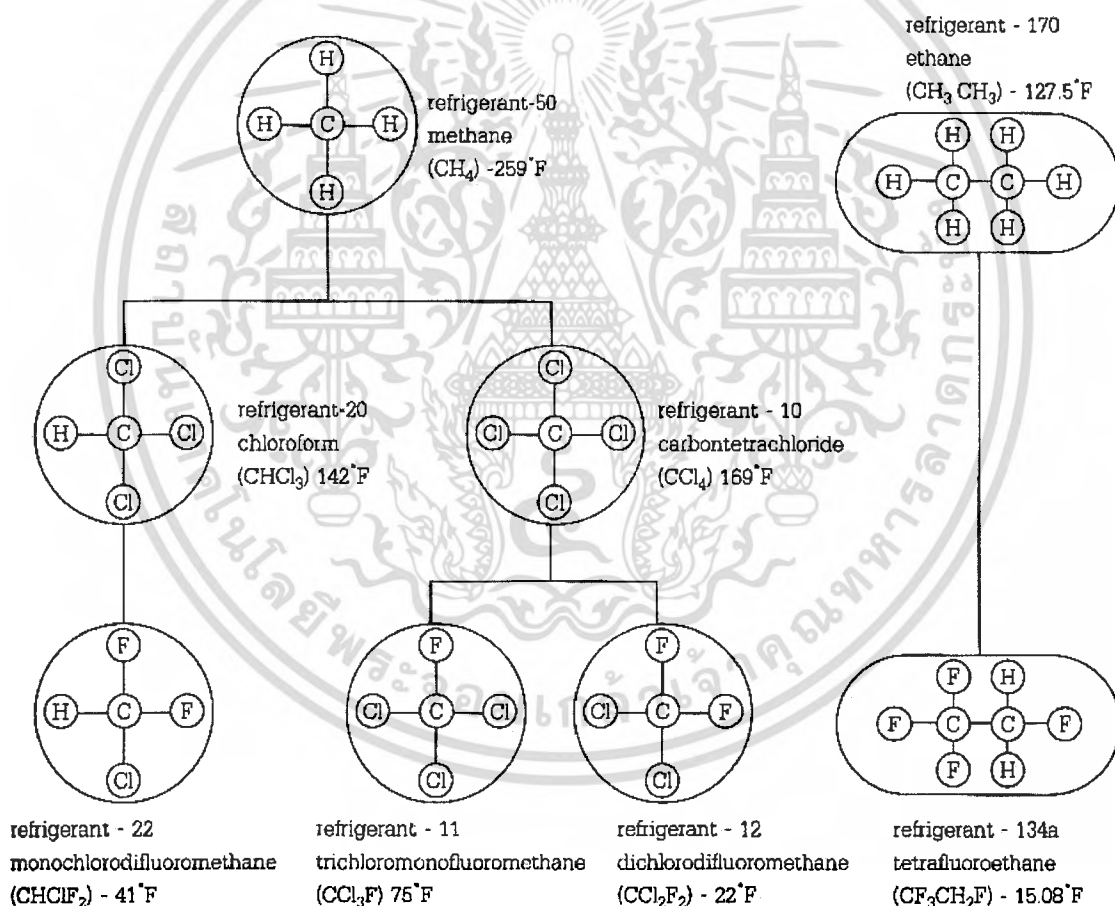 refrigerant - 170
ethane
(CH₃ CH₃) - 127.5°F
H
H H
C
H
refrigerant-50
methane
(CH₄) -259°F
H H
H C C H
H H
Cl
H C Cl
Cl
refrigerant-20
chloroform
(CHCl₃) 142°F
Cl
Cl C Cl
Cl
refrigerant - 10
carbontetrachloride
(CCl₄) 169°F
F
H C F
Cl
F
Cl C Cl
Cl
F
Cl C F
Cl
F H
F C C F
F H
refrigerant - 22
monochlorodifluoromethane
(CHClF₂) - 41°F
refrigerant - 11
trichloromonofluoromethane
(CCl₃F) 75°F
refrigerant - 12
dichlorodifluoromethane
(CCl₂F₂) - 22°F
refrigerant - 134a
tetrafluoroethane
(CF₃CH₂F) - 15.08°F